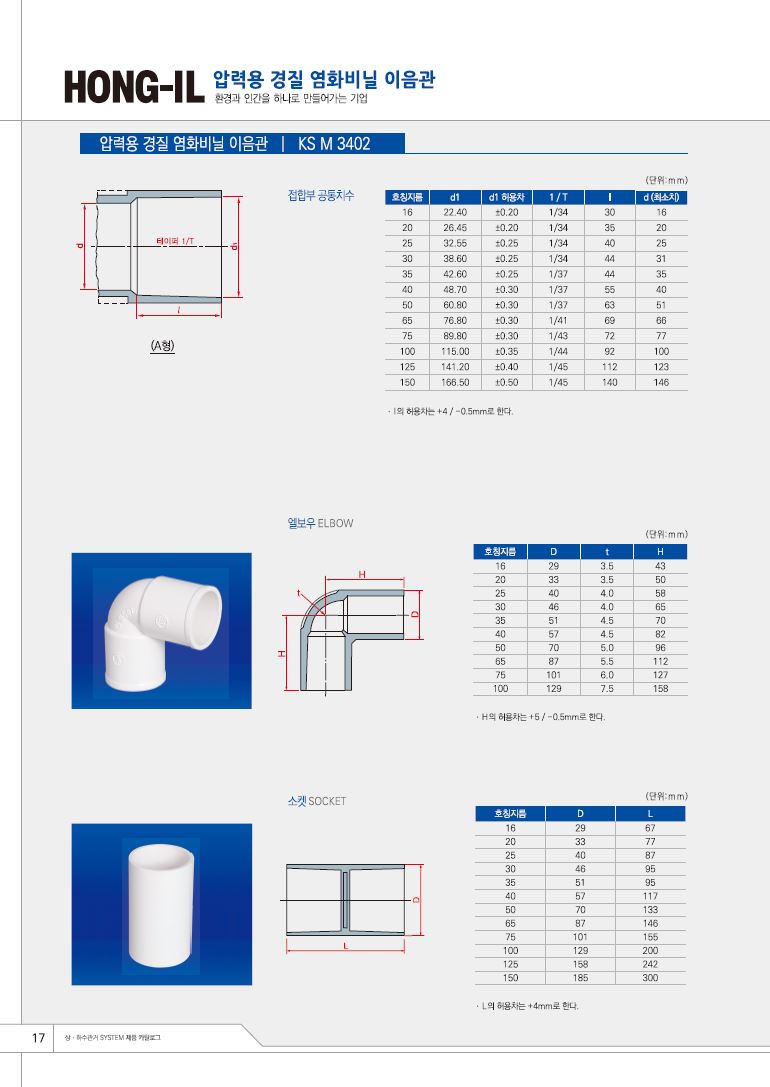 HONG-IL 압력용 경질 염화비닐 이음관
환경과 인간을 하나로 만들어가는 기업
압력용 경질 염화비닐 이음관 | KS M 3402
(단위:mm)
접합부 공통치수
호칭지름 d1 d1 허용차 1 / T l d (최소치)
16 22.40 ±0.20 1/34 30 16
20 26.45 ±0.20 1/34 35 20
25 32.55 ±0.25 1/34 40 25
30 38.60 ±0.25 1/34 44 31
35 42.60 ±0.25 1/37 44 35
40 48.70 ±0.30 1/37 55 40
50 60.80 ±0.30 1/37 63 51
65 76.80 ±0.30 1/41 69 66
75 89.80 ±0.30 1/43 72 77
100 115.00 ±0.35 1/44 92 100
125 141.20 ±0.40 1/45 112 123
150 166.50 ±0.50 1/45 140 146
d
테이퍼 1/T
d1
l
(A형)
· l의 허용차는 +4 / -0.5mm로 한다.
엘보우 ELBOW
(단위:mm)
호칭지름 D t H
16 29 3.5 43
20 33 3.5 50
25 40 4.0 58
30 46 4.0 65
35 51 4.5 70
40 57 4.5 82
50 70 5.0 96
65 87 5.5 112
75 101 6.0 127
100 129 7.5 158
H
t
D
H
· H의 허용차는 +5 / -0.5mm로 한다.
소켓 SOCKET
(단위:mm)
호칭지름 D L
16 29 67
20 33 77
25 40 87
30 46 95
35 51 95
40 57 117
50 70 133
65 87 146
75 101 155
100 129 200
125 158 242
150 185 300
D
L
· L의 허용차는 +4mm로 한다.
17 상 · 하수관거 SYSTEM 제품 카탈로그